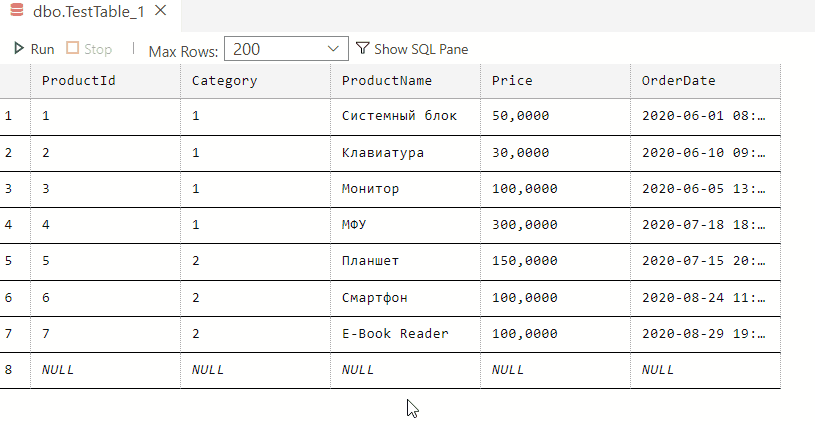 dbo.TestTable_1
Run Stop Max Rows: 200 Show SQL Pane
ProductId Category ProductName Price OrderDate
1 1 1 Системный блок 50,0000 2020-06-01 08:…
2 2 1 Клавиатура 30,0000 2020-06-10 09:…
3 3 1 Монитор 100,0000 2020-06-05 13:…
4 4 1 МФУ 300,0000 2020-07-18 18:…
5 5 2 Планшет 150,0000 2020-07-15 20:…
6 6 2 Смартфон 100,0000 2020-08-24 11:…
7 7 2 E-Book Reader 100,0000 2020-08-29 19:…
8 NULL NULL NULL NULL NULL